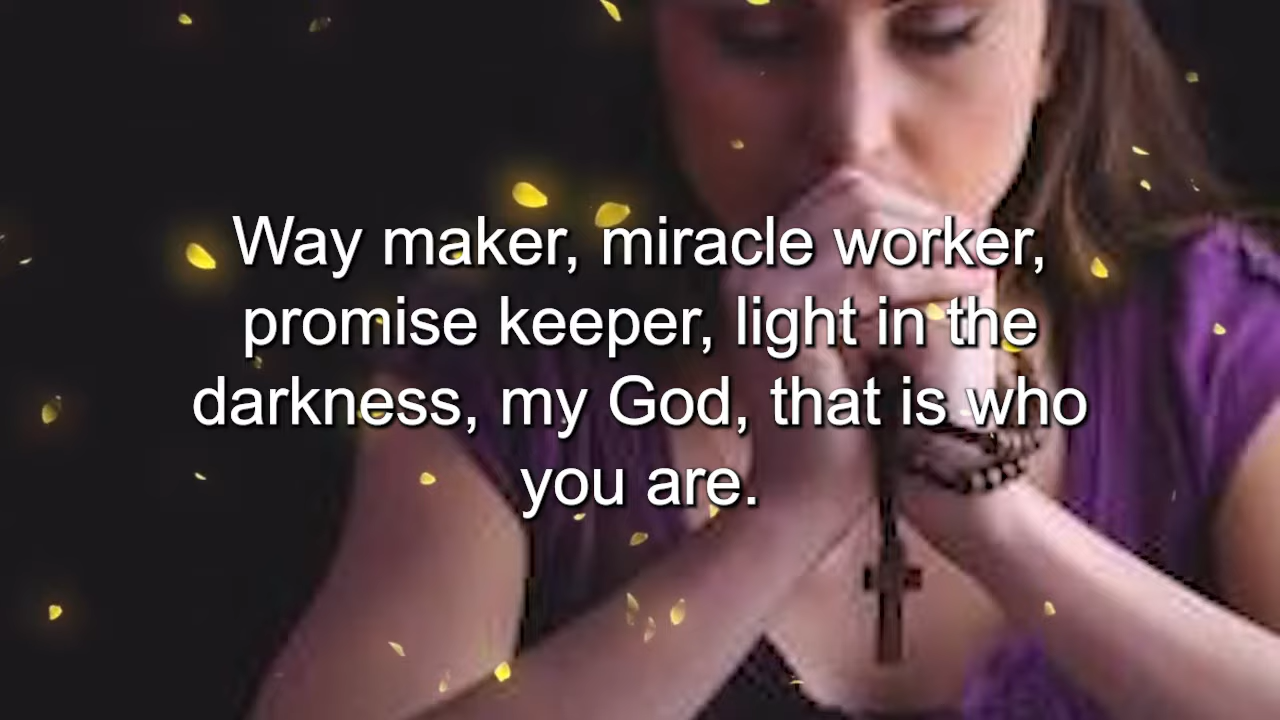 Way maker, miracle worker,
promise keeper, light in the
darkness, my God, that is who
you are.